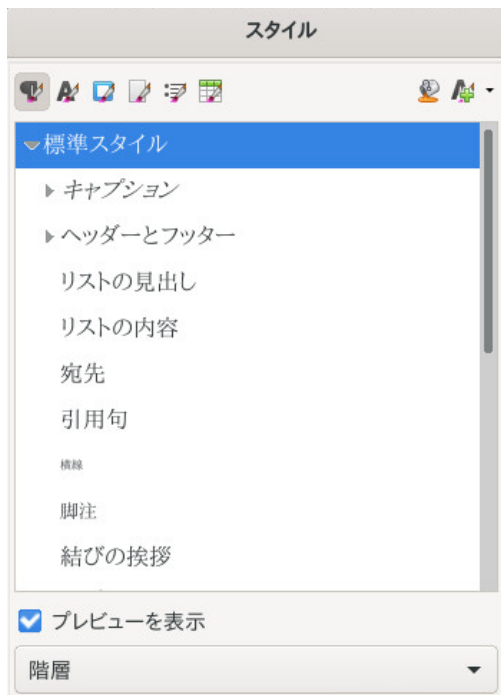 スタイル
標準スタイル
キャプション
ヘッダーとフッター
リストの見出し
リストの内容
宛先
引用句
横線
脚注
結びの挨拶
プレビューを表示
階層